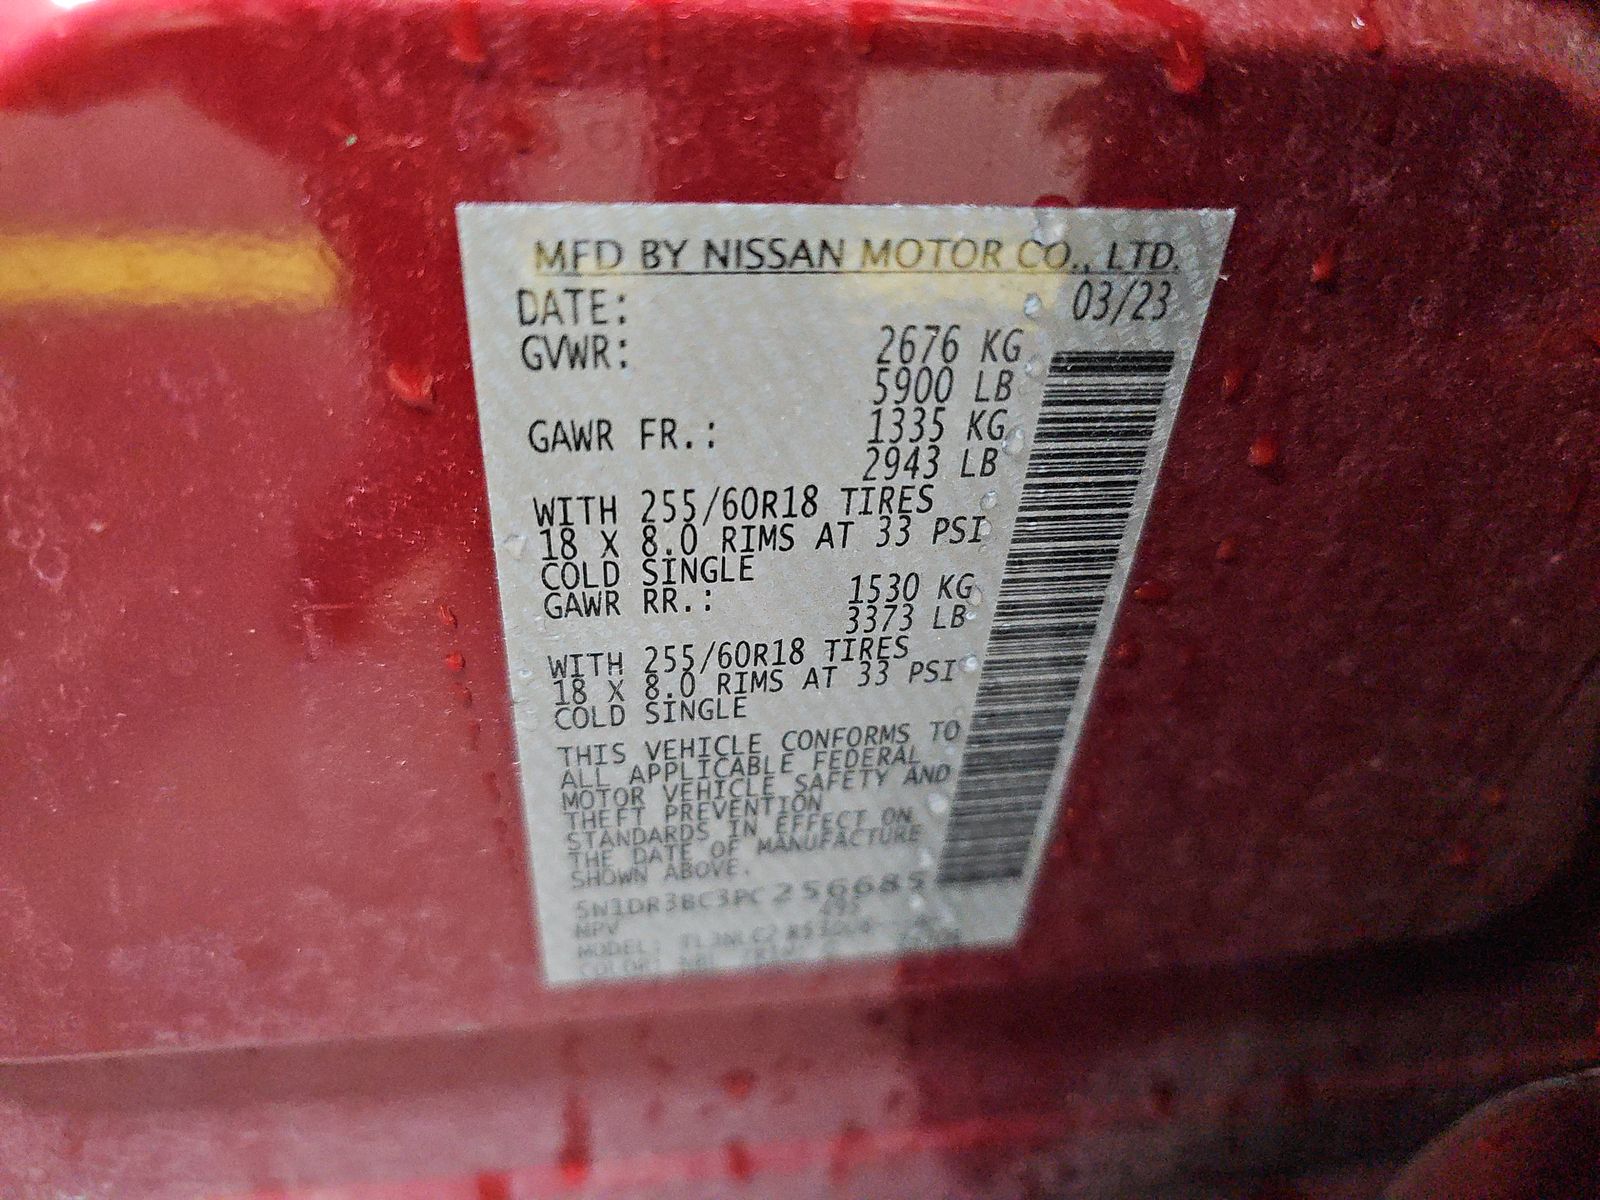 MFD BY NISSAN MOTOR CO., LTD.
DATE: 03/23
GVWR: 2676 KG
5900 LB
GAWR FR.: 1335 KG
2943 LB
WITH 255/60R18 TIRES
18 X 8.0 RIMS AT 33 PSI
COLD SINGLE
GAWR RR.: 1530 KG
3373 LB
WITH 255/60R18 TIRES
18 X 8.0 RIMS AT 33 PSI
COLD SINGLE
THIS VEHICLE CONFORMS TO
ALL APPLICABLE FEDERAL
MOTOR VEHICLE SAFETY AND
THEFT PREVENTION
STANDARDS IN EFFECT ON
THE DATE OF MANUFACTURE
SHOWN ABOVE.
5N1DR3BC3PC256685
MPV
MODEL:
COLOR: